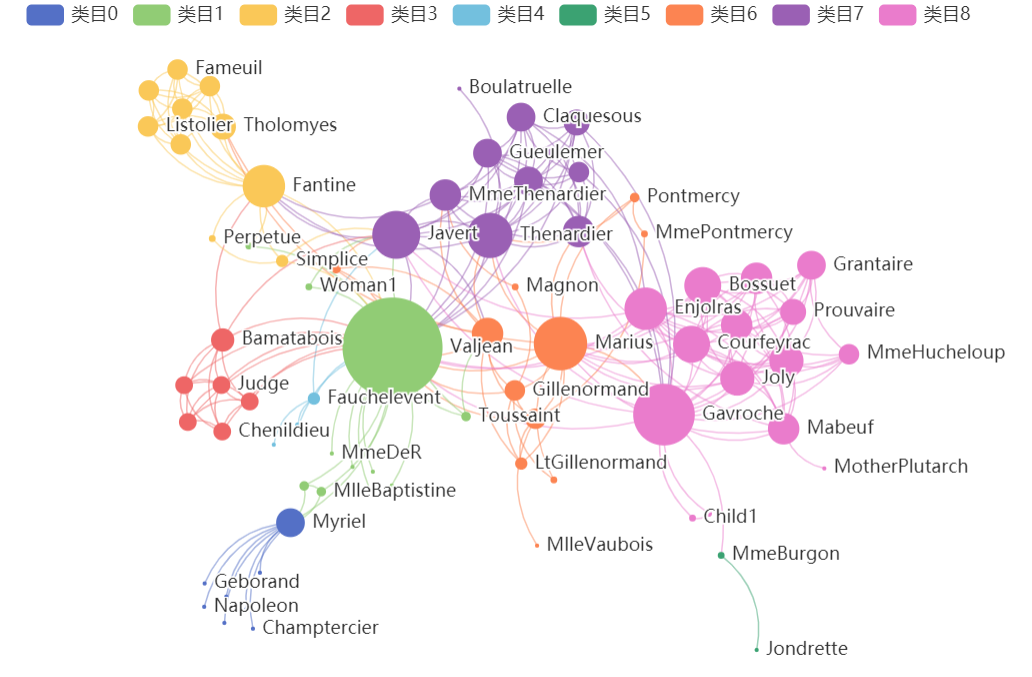 类目0 类目1 类目2 类目3 类目4 类目5 类目6 类目7 类目8
Fameuil
Boulatruelle
Claquesous
Listolier
Tholomyes
Gueulemer
Fantine
MmeThenardier
Pontmercy
Javert
Thenardier
MmePontmercy
Perpetue
Simplice
Grantaire
Woman1
Magnon
Bossuet
Enjolras
Prouvaire
Bamatabois
Valjean
Marius
Courfeyrac
MmeHucheloup
Judge
Joly
Gillenormand
Fauchelevent
Toussaint
Gavroche
Chenildieu
Mabeuf
MmeDeR
LtGillenormand
MotherPlutarch
MlleBaptistine
Myriel
Child1
MlleVaubois
MmeBurgon
Geborand
Napoleon
Champtercier
Jondrette